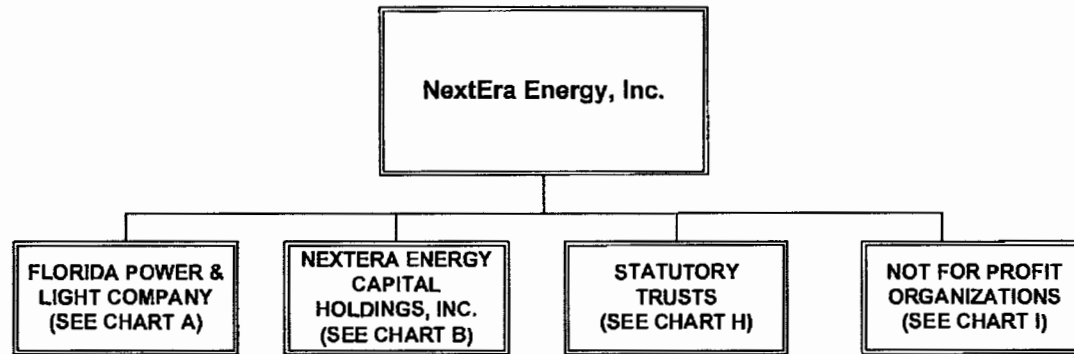 NextEra Energy, Inc.
FLORIDA POWER &
LIGHT COMPANY
(SEE CHART A)
NEXTERA ENERGY
CAPITAL
HOLDINGS, INC.
(SEE CHART B)
STATUTORY
TRUSTS
(SEE CHART H)
NOT FOR PROFIT
ORGANIZATIONS
(SEE CHART I)